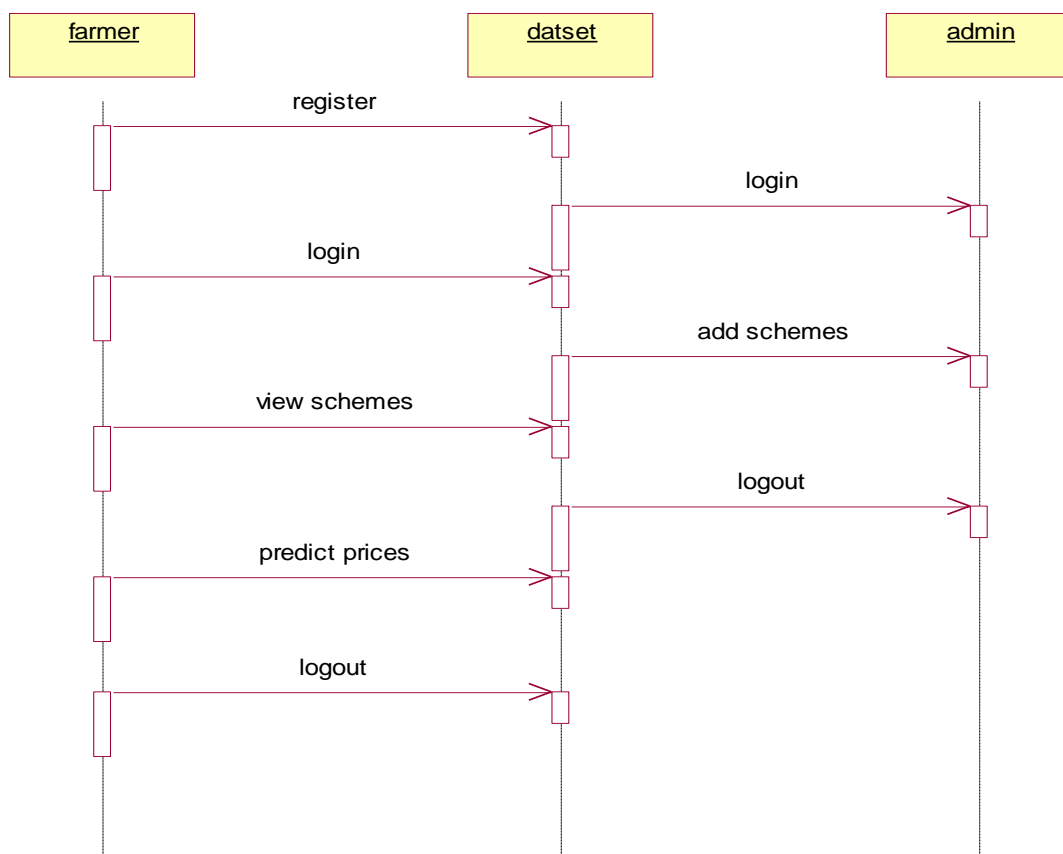 farmer
datset
admin
register
login
login
add schemes
view schemes
logout
predict prices
logout